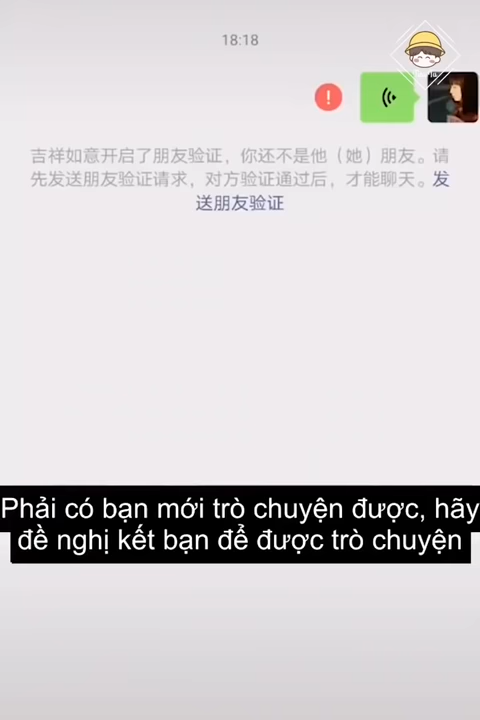 18:18
吉祥如意开启了朋友验证，你还不是他（她）朋友。请
先发送朋友验证请求，对方验证通过后，才能聊天。发
送朋友验证
Phải có bạn mới trò chuyện được, hãy
đề nghị kết bạn để được trò chuyện